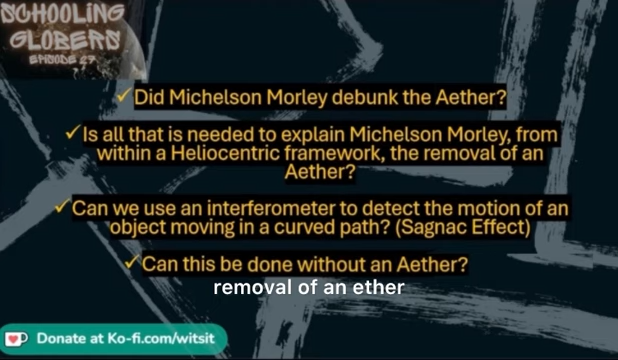 SCHOOLING
GLOBERS
EPISODE 27
✓Did Michelson Morley debunk the Aether?
✓Is all that is needed to explain Michelson Morley, from
within a Heliocentric framework, the removal of an
Aether?
✓Can we use an interferometer to detect the motion of an
object moving in a curved path? (Sagnac Effect)
✓Can this be done without an Aether?
removal of an ether
Donate at Ko-fi.com/witsit